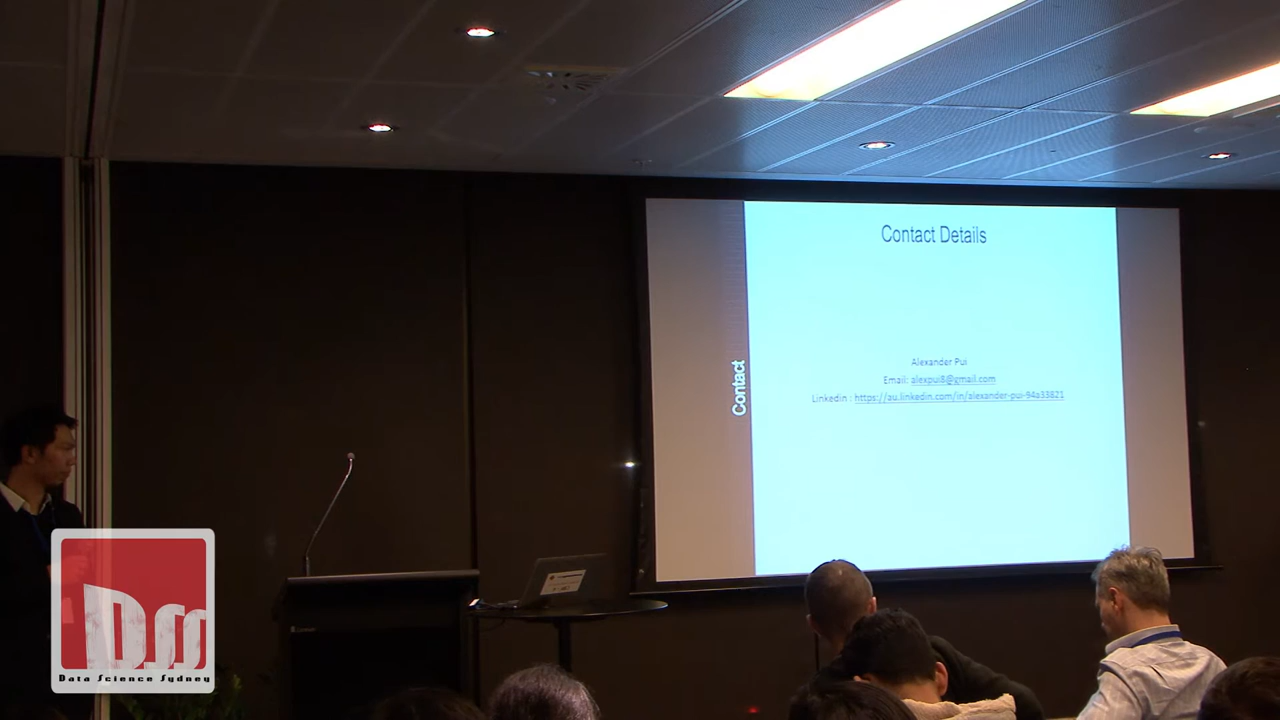 Contact Details
Contact
Alexander Pui
Email: alexpui8@gmail.com
Linkedin : https://au.linkedin.com/in/alexander-pui-94a33821
DSS
Data Science Sydney